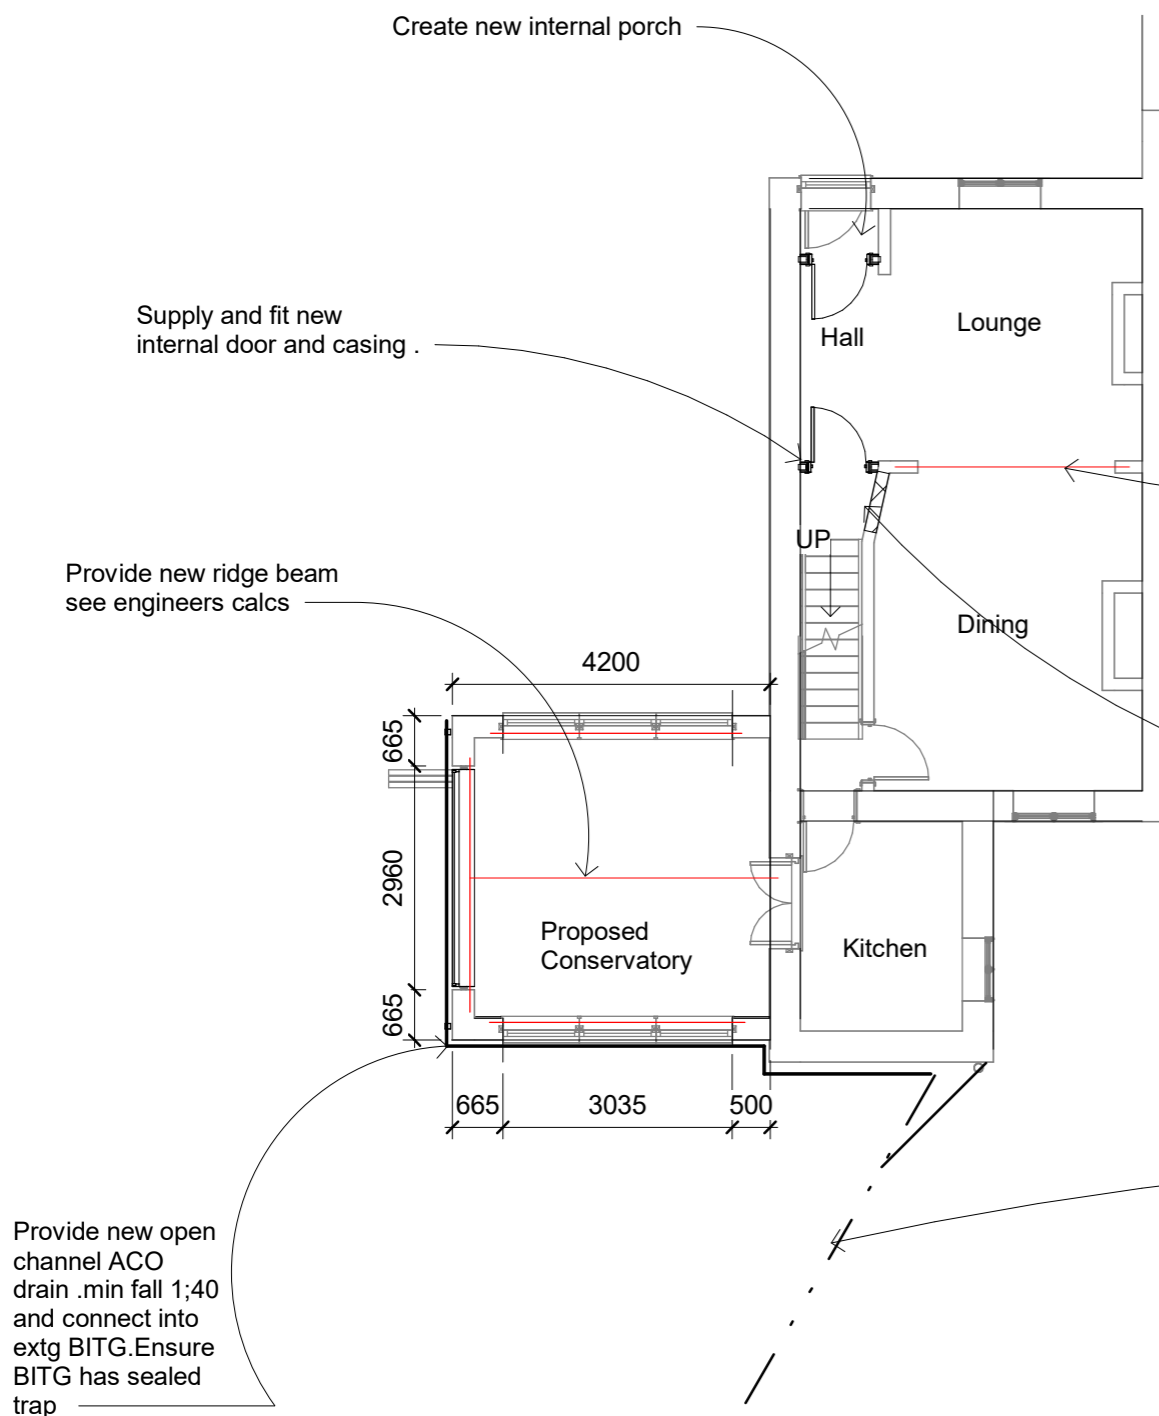 Create new internal porch
Supply and fit new
internal door and casing .
Hall
Lounge
UP
Provide new ridge beam
see engineers calcs
Dining
4200
665
2960
665
Proposed
Conservatory
Kitchen
665
3035
500
Provide new open
channel ACO
drain .min fall 1;40
and connect into
extg BITG.Ensure
BITG has sealed
trap